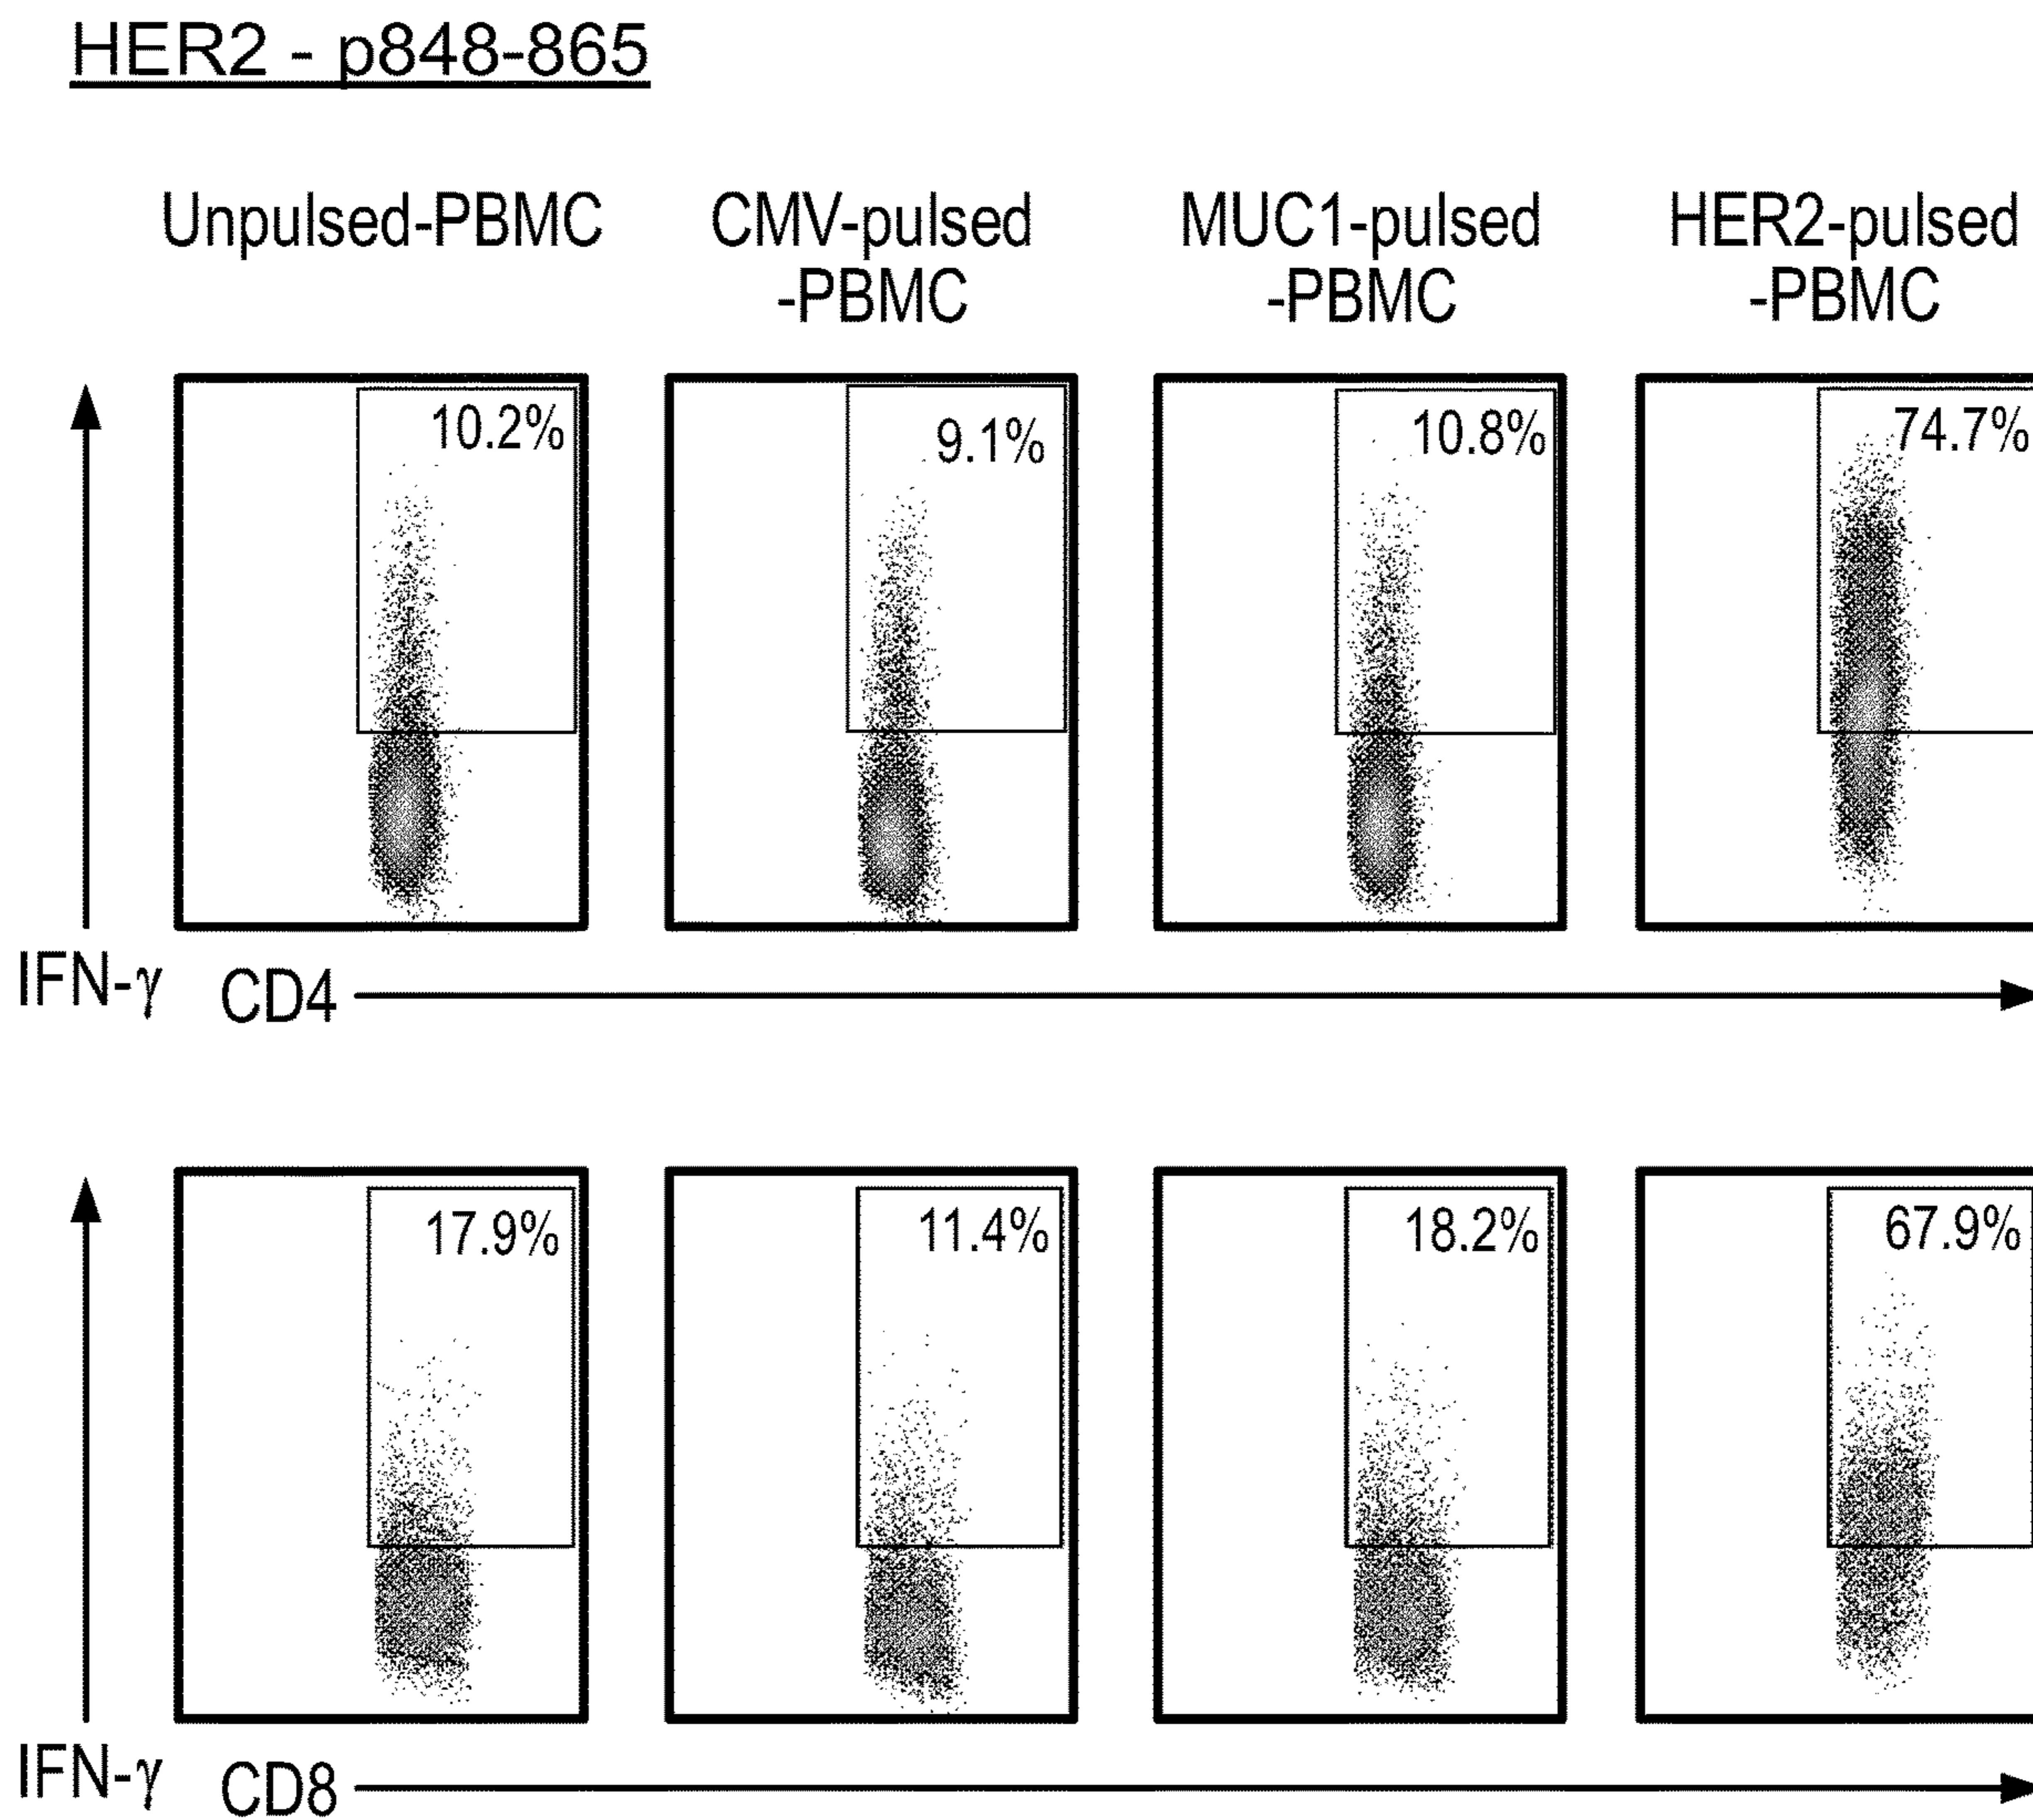 HER2 - p848-865
Unpulsed-PBMC
CMV-pulsed
-PBMC
MUC1-pulsed
-PBMC
HER2-pulsed
-PBMC
10.2%
9.1%
10.8%
74.7%
IFN-γ
CD4
17.9%
11.4%
18.2%
67.9%
IFN-γ
CD8